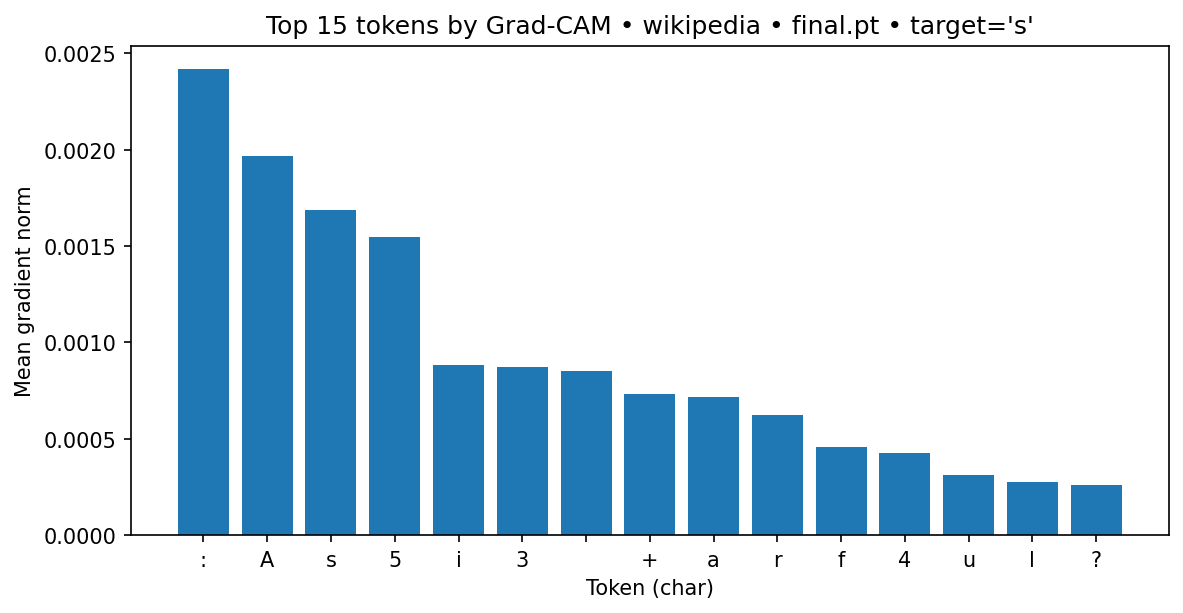 Top 15 tokens by Grad-CAM • wikipedia • final.pt • target='s'
Mean gradient norm
0.0025
0.0020
0.0015
0.0010
0.0005
0.0000
: A s 5 i 3 + a r f 4 u l ?
Token (char)